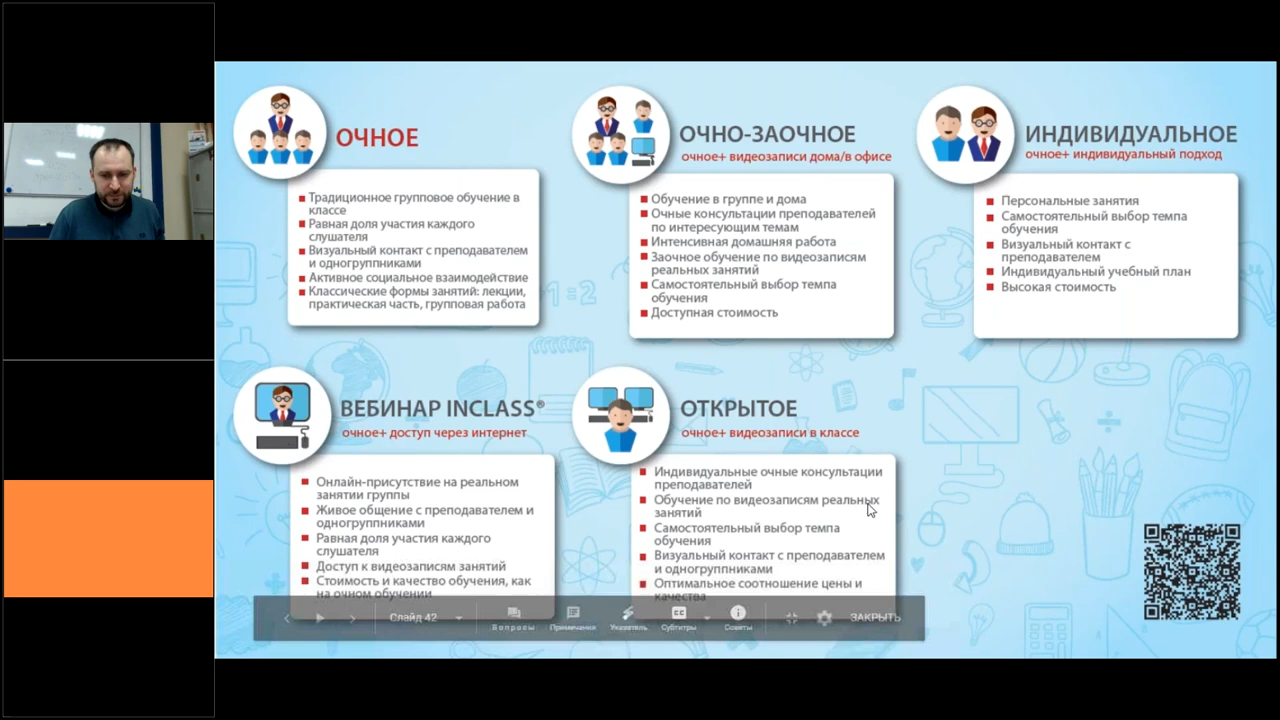 ОЧНОЕ
Традиционное групповое обучение в
классе
Равная доля участия каждого
слушателя
Визуальный контакт с преподавателем
и одногруппниками
Активное социальное взаимодействие
Классические формы занятий: лекции,
практическая часть, групповая работа
ОЧНО-ЗАОЧНОЕ
очное+ видеозаписи дома/в офисе
Обучение в группе и дома
Очные консультации преподавателей
по интересующим темам
Интенсивная домашняя работа
Заочное обучение по видеозаписям
реальных занятий
Самостоятельный выбор темпа
обучения
Доступная стоимость
ИНДИВИДУАЛЬНОЕ
очное+ индивидуальный подход
Персональные занятия
Самостоятельный выбор темпа
обучения
Визуальный контакт с
преподавателем
Индивидуальный учебный план
Высокая стоимость
ВЕБИНАР INCLASS®
очное+ доступ через интернет
Онлайн-присутствие на реальном
занятии группы
Живое общение с преподавателем и
одногруппниками
Равная доля участия каждого
слушателя
Доступ к видеозаписям занятий
Стоимость и качество обучения, как
на очном обучении
ОТКРЫТОЕ
очное+ видеозаписи в классе
Индивидуальные очные консультации
преподавателей
Обучение по видеозаписям реальных
занятий
Самостоятельный выбор темпа
обучения
Визуальный контакт с преподавателем
и одногруппниками
Оптимальное соотношение цены и
качества
Слайд 42
Вопросы
Примечания
Указатель
Субтитры
Советы
ЗАКРЫТЬ